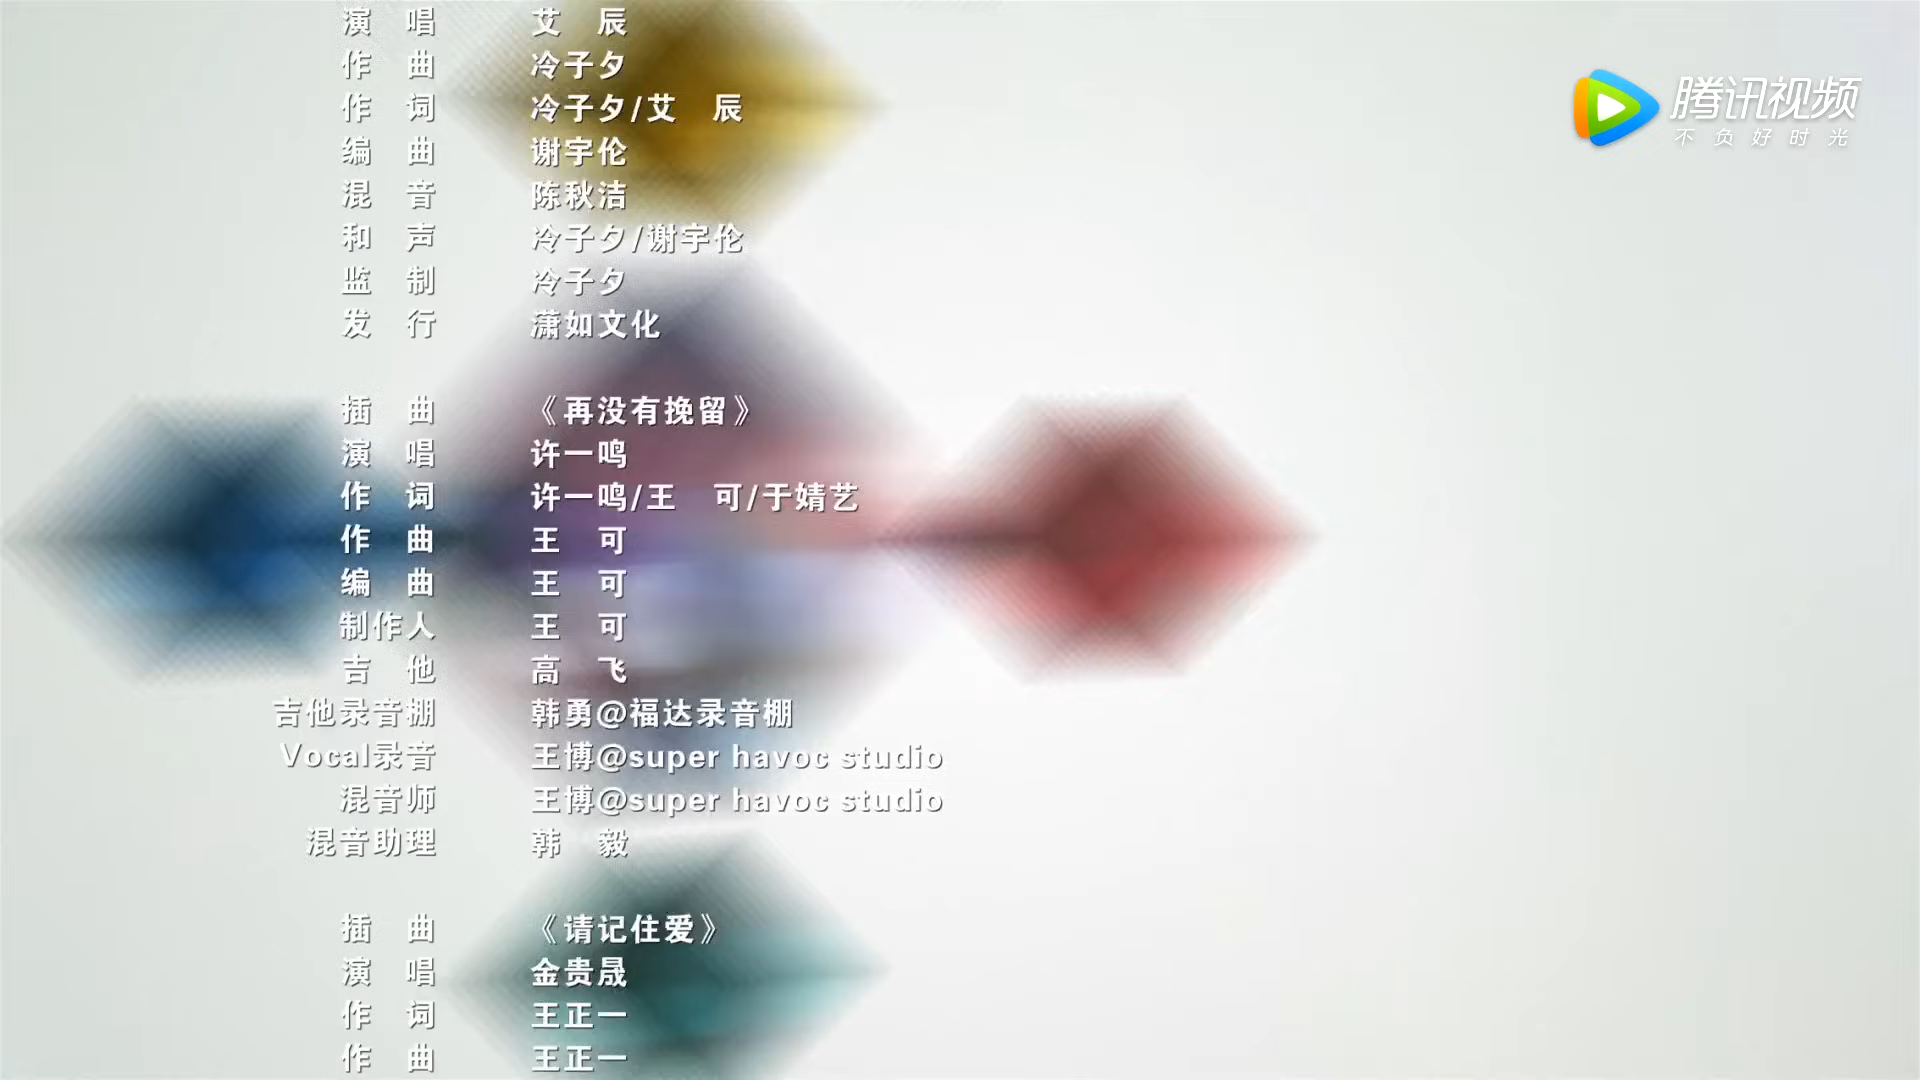 演　唱　艾　辰
作　曲　冷子夕
作　词　冷子夕/艾　辰
编　曲　谢宇伦
混　音　陈秋洁
和　声　冷子夕/谢宇伦
监　制　冷子夕
发　行　潇如文化
插　曲　《再没有挽留》
演　唱　许一鸣
作　词　许一鸣/王　可/于婧艺
作　曲　王　可
编　曲　王　可
制作人　王　可
吉　他　高　飞
吉他录音棚　韩勇@福达录音棚
Vocal录音　王博@super havoc studio
混音师　王博@super havoc studio
混音助理　韩　毅
插　曲　《请记住爱》
演　唱　金贵晟
作　词　王正一
作　曲　王正一
腾讯视频
不负好时光